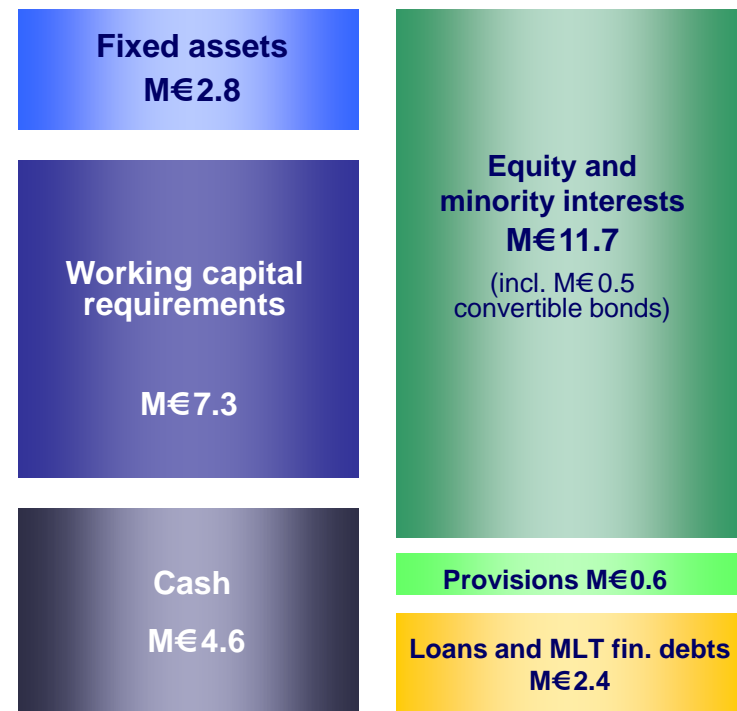 Fixed assets
M€2.8
Working capital
requirements
M€7.3
Cash
M€4.6
Equity and
minority interests
M€11.7
(incl. M€0.5
convertible bonds)
Provisions M€0.6
Loans and MLT fin. debts
M€2.4